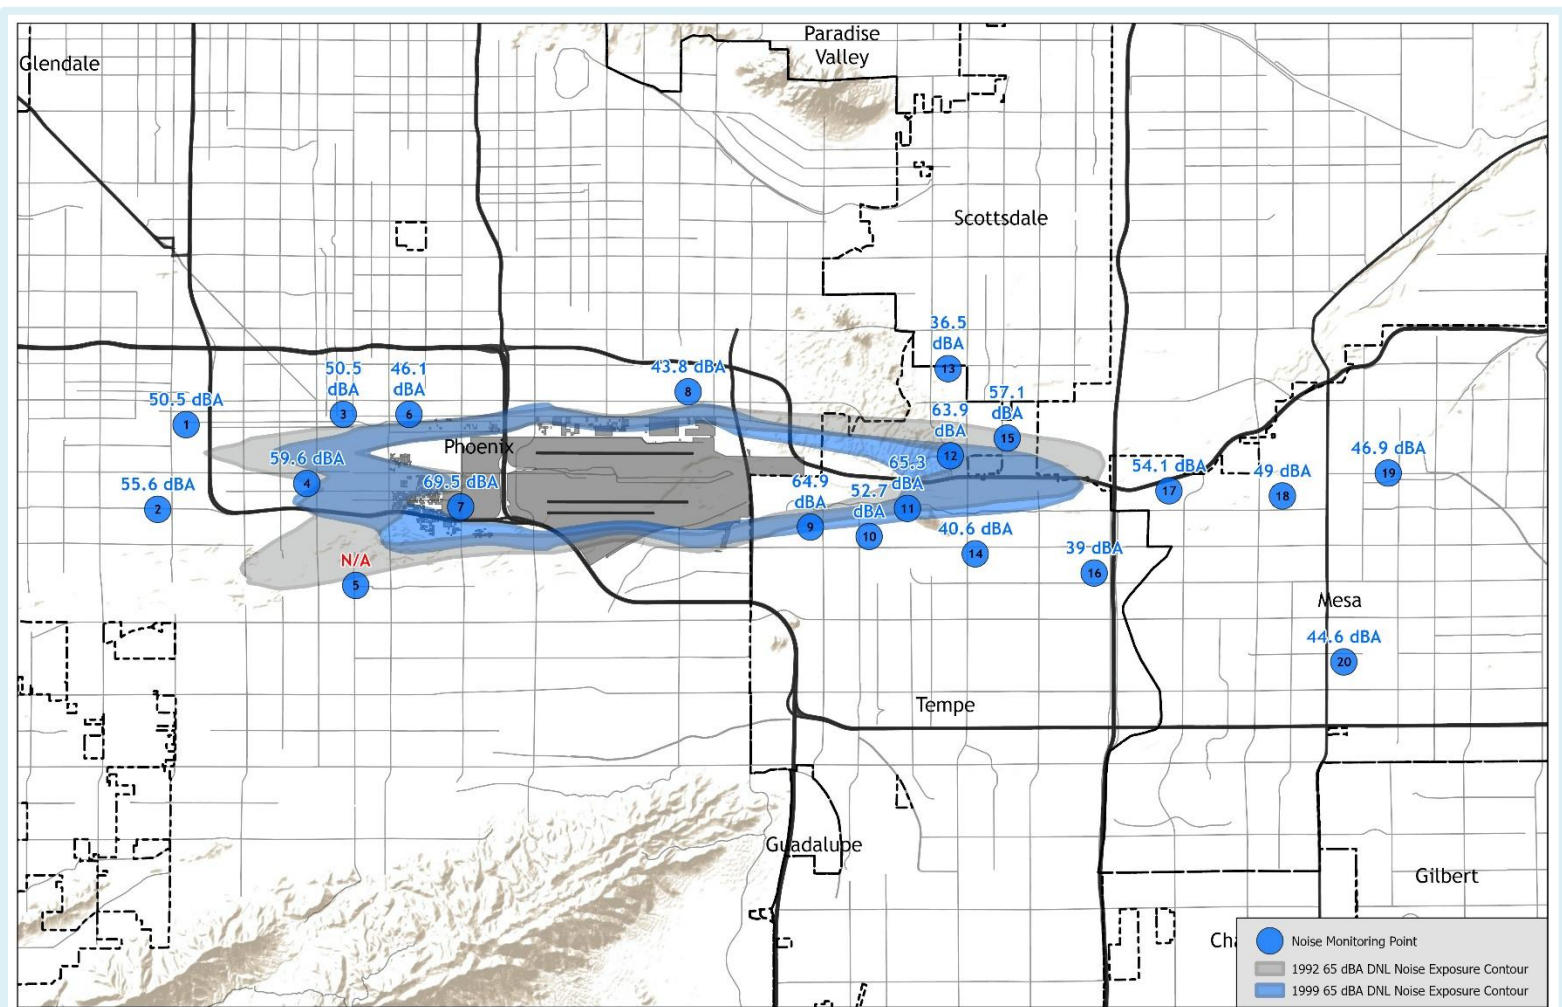 Paradise
Valley
Glendale
Scottsdale
36.5
dBA
13
50.5
dBA
3
46.1
dBA
6
43.8 dBA
8
50.5 dBA
1
57.1
dBA
15
63.9
dBA
12
Phoenix
59.6 dBA
4
69.5 dBA
7
65.3
dBA
11
64.9
dBA
9
52.7
dBA
10
54.1 dBA
17
49 dBA
18
46.9 dBA
19
55.6 dBA
2
40.6 dBA
14
39 dBA
16
N/A
5
Mesa
44.6 dBA
20
Tempe
Guadalupe
Gilbert
Cha
Noise Monitoring Point
1992 65 dBA DNL Noise Exposure Contour
1999 65 dBA DNL Noise Exposure Contour